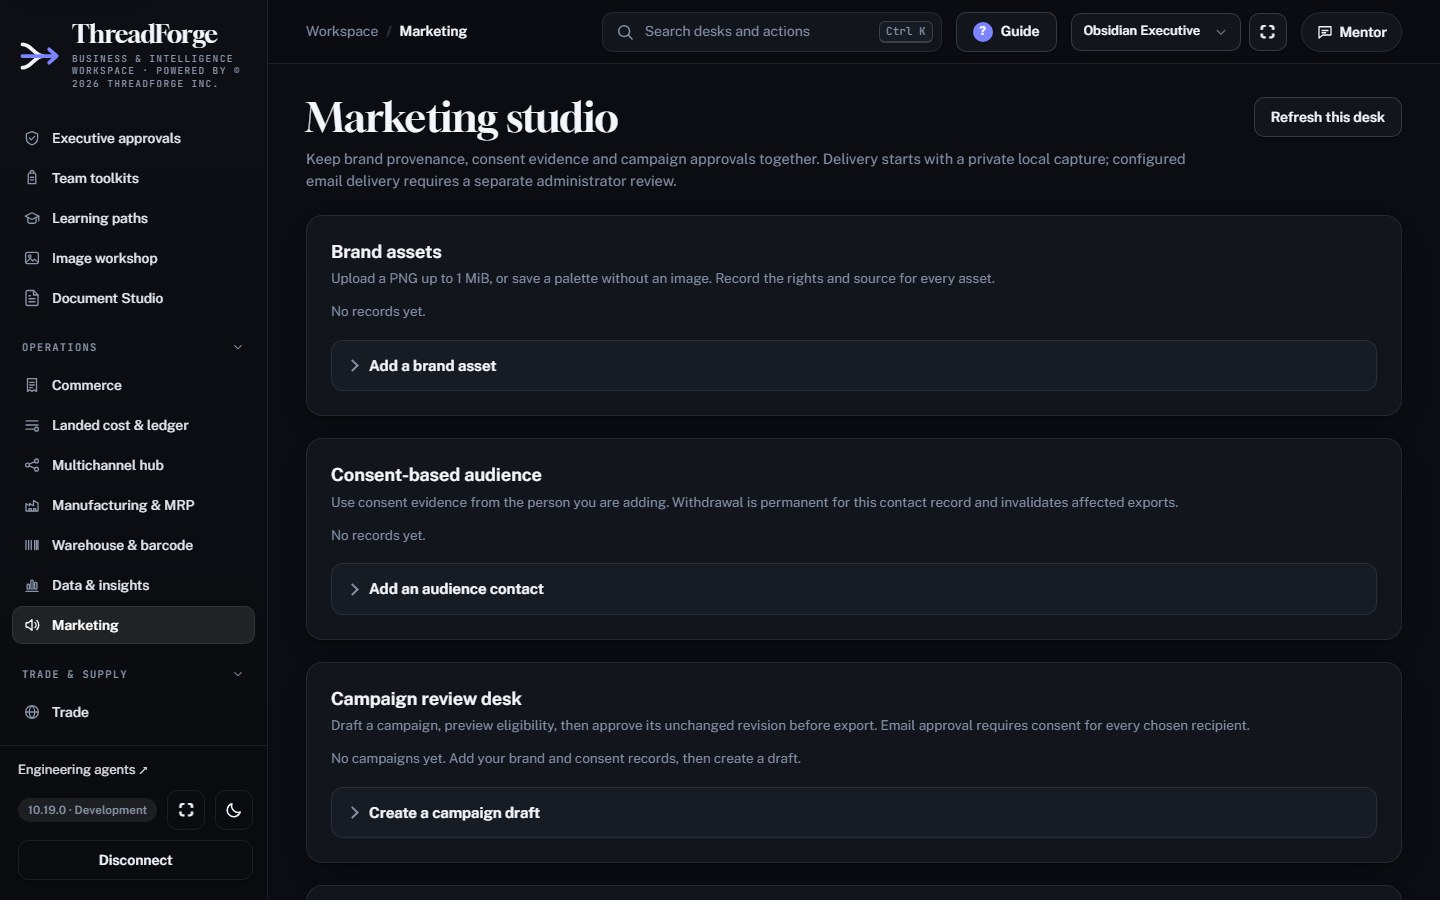 ThreadForge
BUSINESS & INTELLIGENCE
WORKSPACE · POWERED BY ©
2026 THREADFORGE INC.
Executive approvals
Team toolkits
Learning paths
Image workshop
Document Studio
OPERATIONS
Commerce
Landed cost & ledger
Multichannel hub
Manufacturing & MRP
Warehouse & barcode
Data & insights
Marketing
TRADE & SUPPLY
Trade
Engineering agents ↗
10.19.0 · Development
Disconnect
Workspace / Marketing
Search desks and actions
Ctrl K
? Guide
Obsidian Executive
Mentor
Marketing studio
Refresh this desk
Keep brand provenance, consent evidence and campaign approvals together. Delivery starts with a private local capture; configured
email delivery requires a separate administrator review.
Brand assets
Upload a PNG up to 1 MiB, or save a palette without an image. Record the rights and source for every asset.
No records yet.
Add a brand asset
Consent-based audience
Use consent evidence from the person you are adding. Withdrawal is permanent for this contact record and invalidates affected exports.
No records yet.
Add an audience contact
Campaign review desk
Draft a campaign, preview eligibility, then approve its unchanged revision before export. Email approval requires consent for every chosen recipient.
No campaigns yet. Add your brand and consent records, then create a draft.
Create a campaign draft